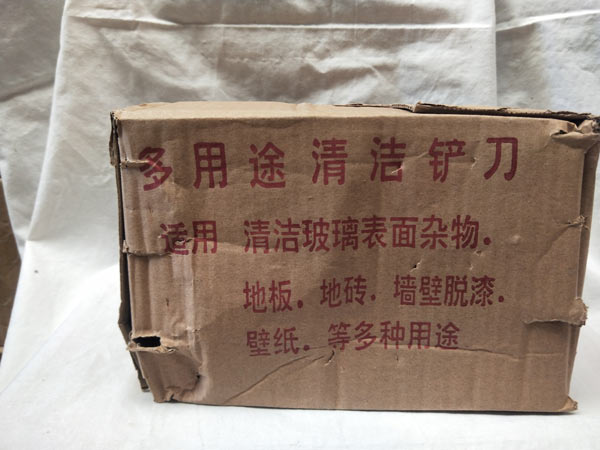 多用途清洁铲刀
适用 清洁玻璃表面杂物.
地板.地砖.墙壁脱漆.
壁纸.等多种用途